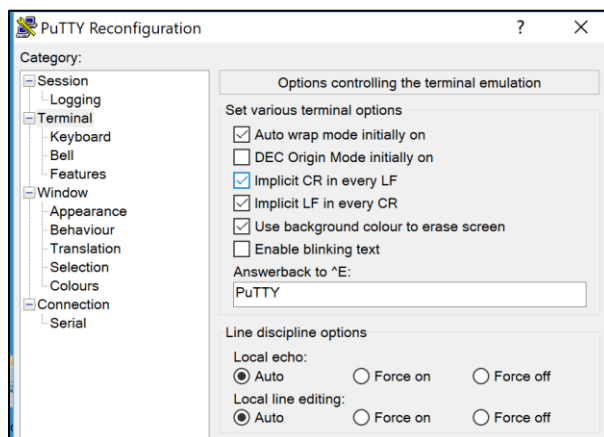 PuTTY Reconfiguration
?
Category:
Session
Logging
Terminal
Keyboard
Bell
Features
Window
Appearance
Behaviour
Translation
Selection
Colours
Connection
Serial
Options controlling the terminal emulation
Set various terminal options
Auto wrap mode initially on
DEC Origin Mode initially on
Implicit CR in every LF
Implicit LF in every CR
Use background colour to erase screen
Enable blinking text
Answerback to ^E:
PuTTY
Line discipline options
Local echo:
Auto Force on Force off
Local line editing:
Auto Force on Force off